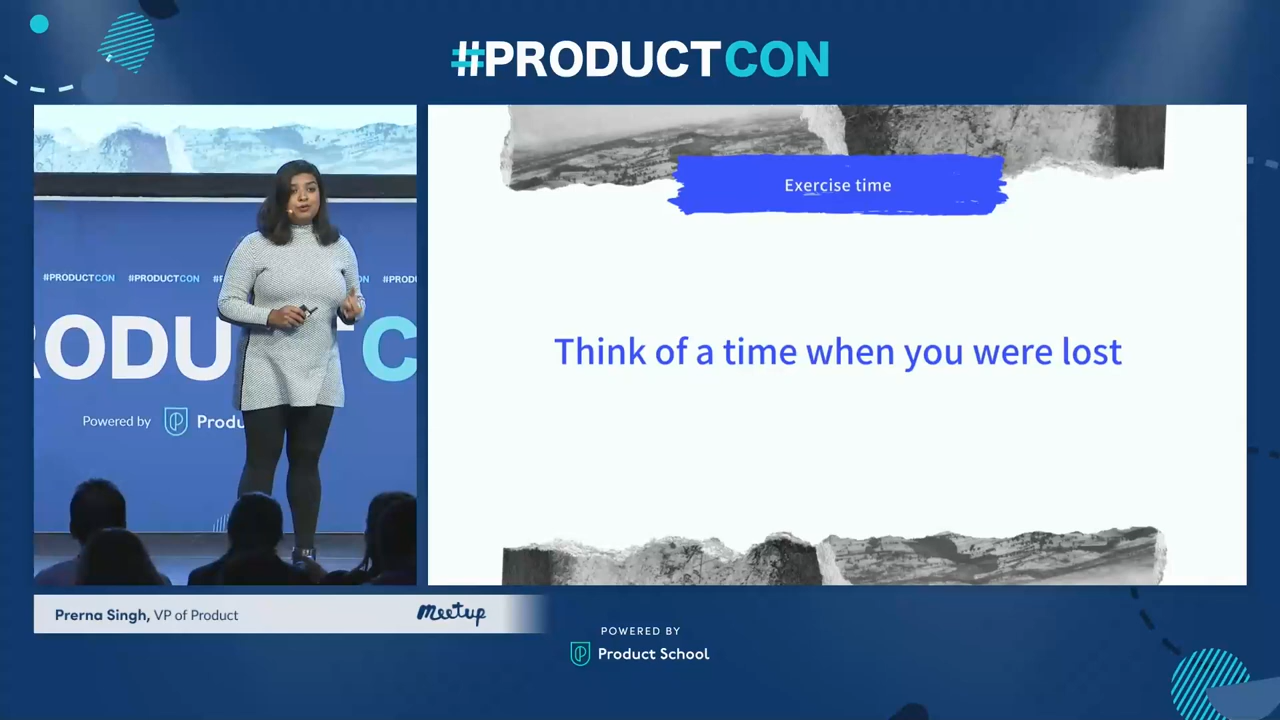 #PRODUCTCON
Exercise time
Think of a time when you were lost
#PRODUCTCON #PRODUCTCON
RODU C
Powered by Produ
Prerna Singh, VP of Product
Meetup
POWERED BY
Product School